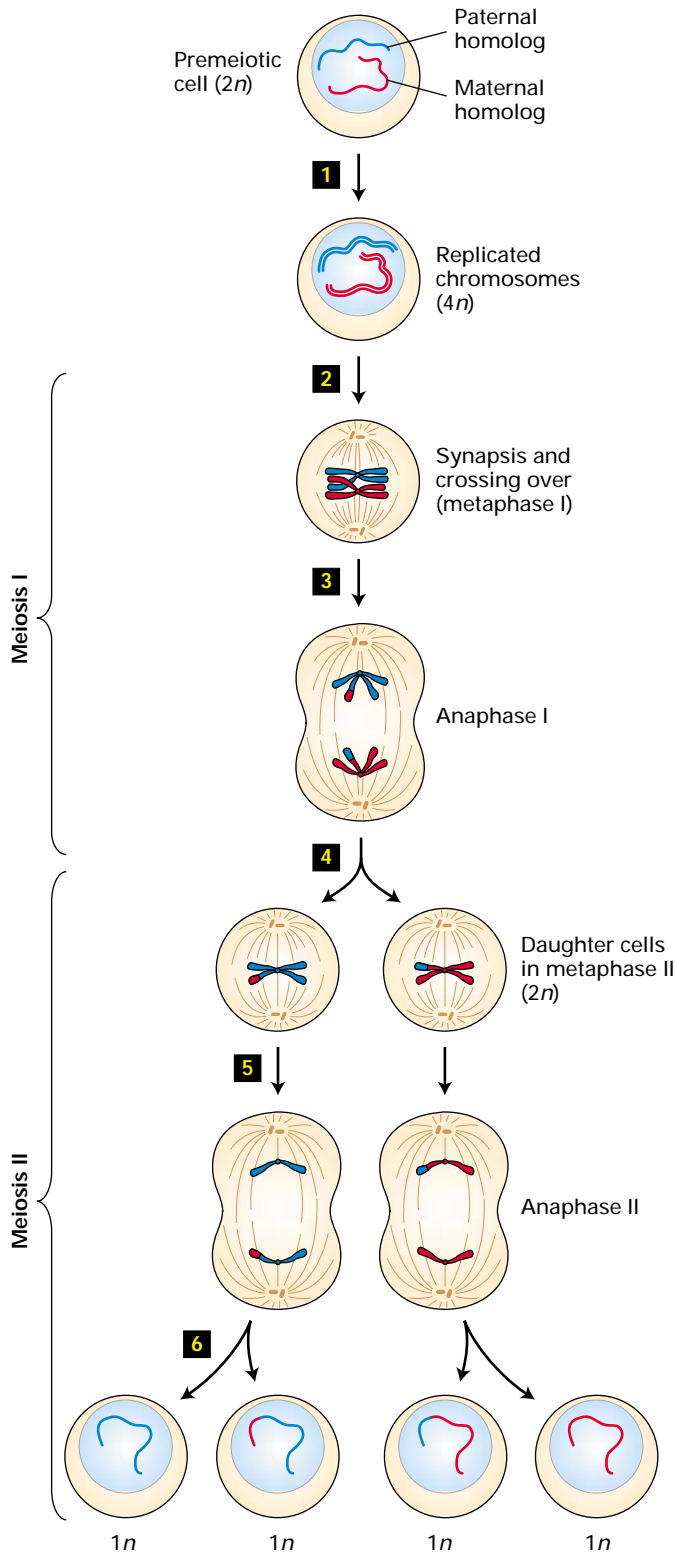 Premeiotic
cell (2n)
Paternal
homolog
Maternal
homolog
1
Replicated
chromosomes
(4n)
2
Synapsis and
crossing over
(metaphase I)
3
Meiosis I
Anaphase I
4
Daughter cells
in metaphase II
(2n)
5
Meiosis II
Anaphase II
6
1n
1n
1n
1n